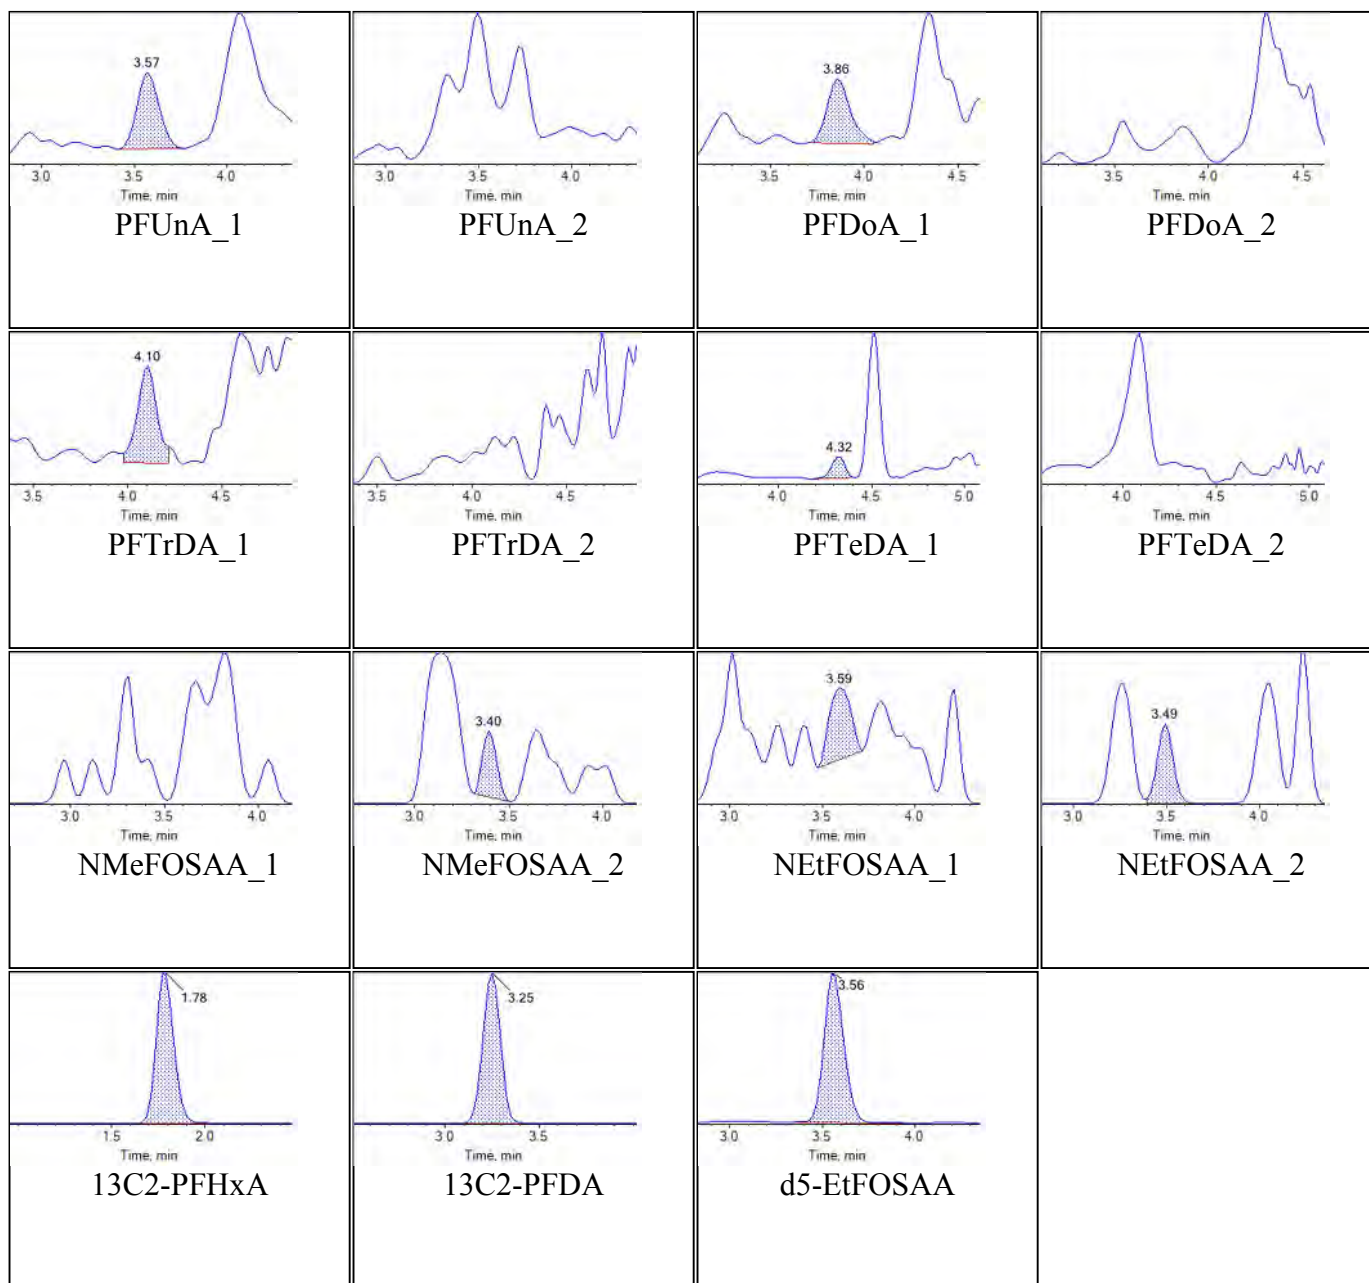 3.57
3.0 3.5 4.0
Time, min
PFUnA_1
3.0 3.5 4.0
Time, min
PFUnA_2
3.86
3.5 4.0 4.5
Time, min
PFDoA_1
3.5 4.0 4.5
Time, min
PFDoA_2
4.10
3.5 4.0 4.5
Time, min
PFTrDA_1
3.5 4.0 4.5
Time, min
PFTrDA_2
4.32
4.0 4.5 5.0
Time, min
PFTeDA_1
4.0 4.5 5.0
Time, min
PFTeDA_2
3.0 3.5 4.0
Time, min
NMeFOSAA_1
3.40
3.0 3.5 4.0
Time, min
NMeFOSAA_2
3.59
3.0 3.5 4.0
Time, min
NEtFOSAA_1
3.49
3.0 3.5 4.0
Time, min
NEtFOSAA_2
1.78
1.5 2.0
Time, min
13C2-PFHxA
3.25
3.0 3.5
Time, min
13C2-PFDA
3.56
3.0 3.5 4.0
Time, min
d5-EtFOSAA